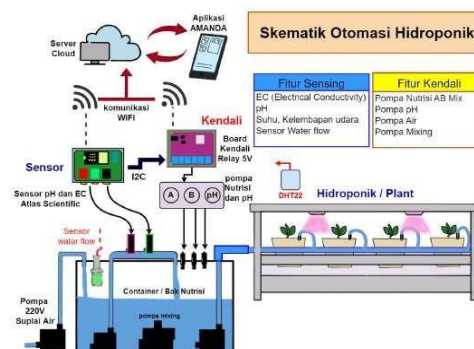 Aplikasi
AMANDA
Server
Cloud
Skematik Otomasi Hidroponik
komunikasi
WiFi
Fitur Sensing
EC (Electrical Conductivity)
pH
Suhu, Kelembapan udara
Sensor Water flow
Fitur Kendali
Pompa Nutrisi AB Mix
Pompa pH
Pompa Air
Pompa Mixing
Kendali
Board
Kendali
Relay 5V
Sensor
I2C
Sensor pH dan EC
Atlas Scientific
pompa
Nutrisi
dan pH
A B pH
DHT22
Hidroponik / Plant
Sensor
water flow
Container / Bak Nutrisi
Pompa
220V
Suplai Air
pompa mixing